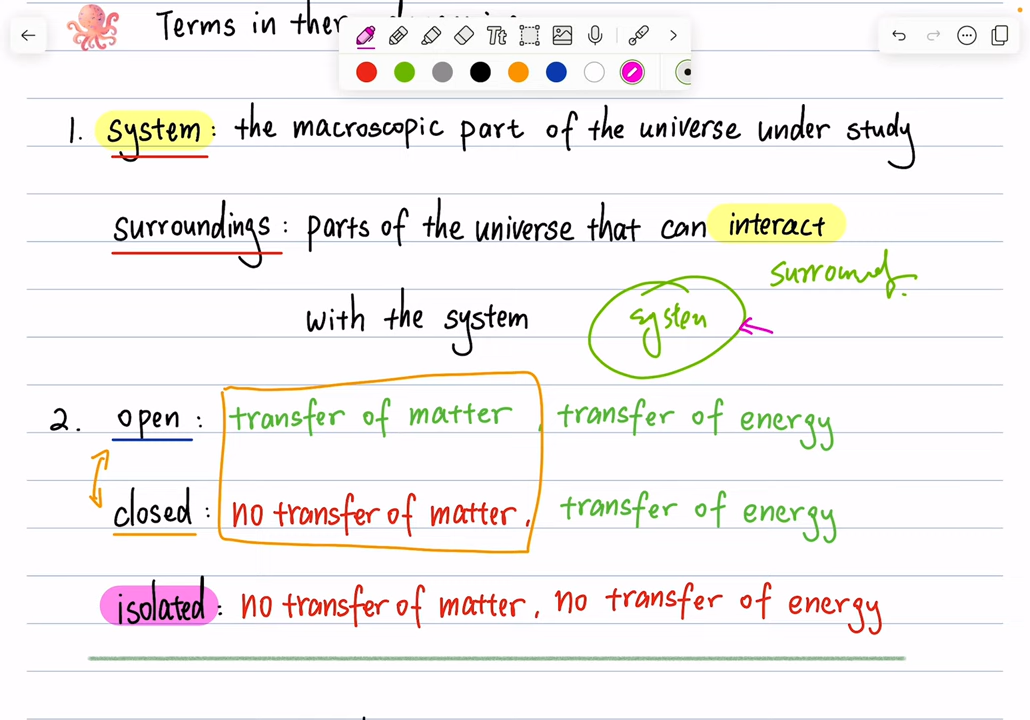 Terms in
Tt
1. system: the macroscopic part of the universe under study
surroundings: parts of the universe that can interact
surround.
with the system
system
2. open: transfer of matter, transfer of energy
closed: no transfer of matter, transfer of energy
isolated: no transfer of matter, no transfer of energy